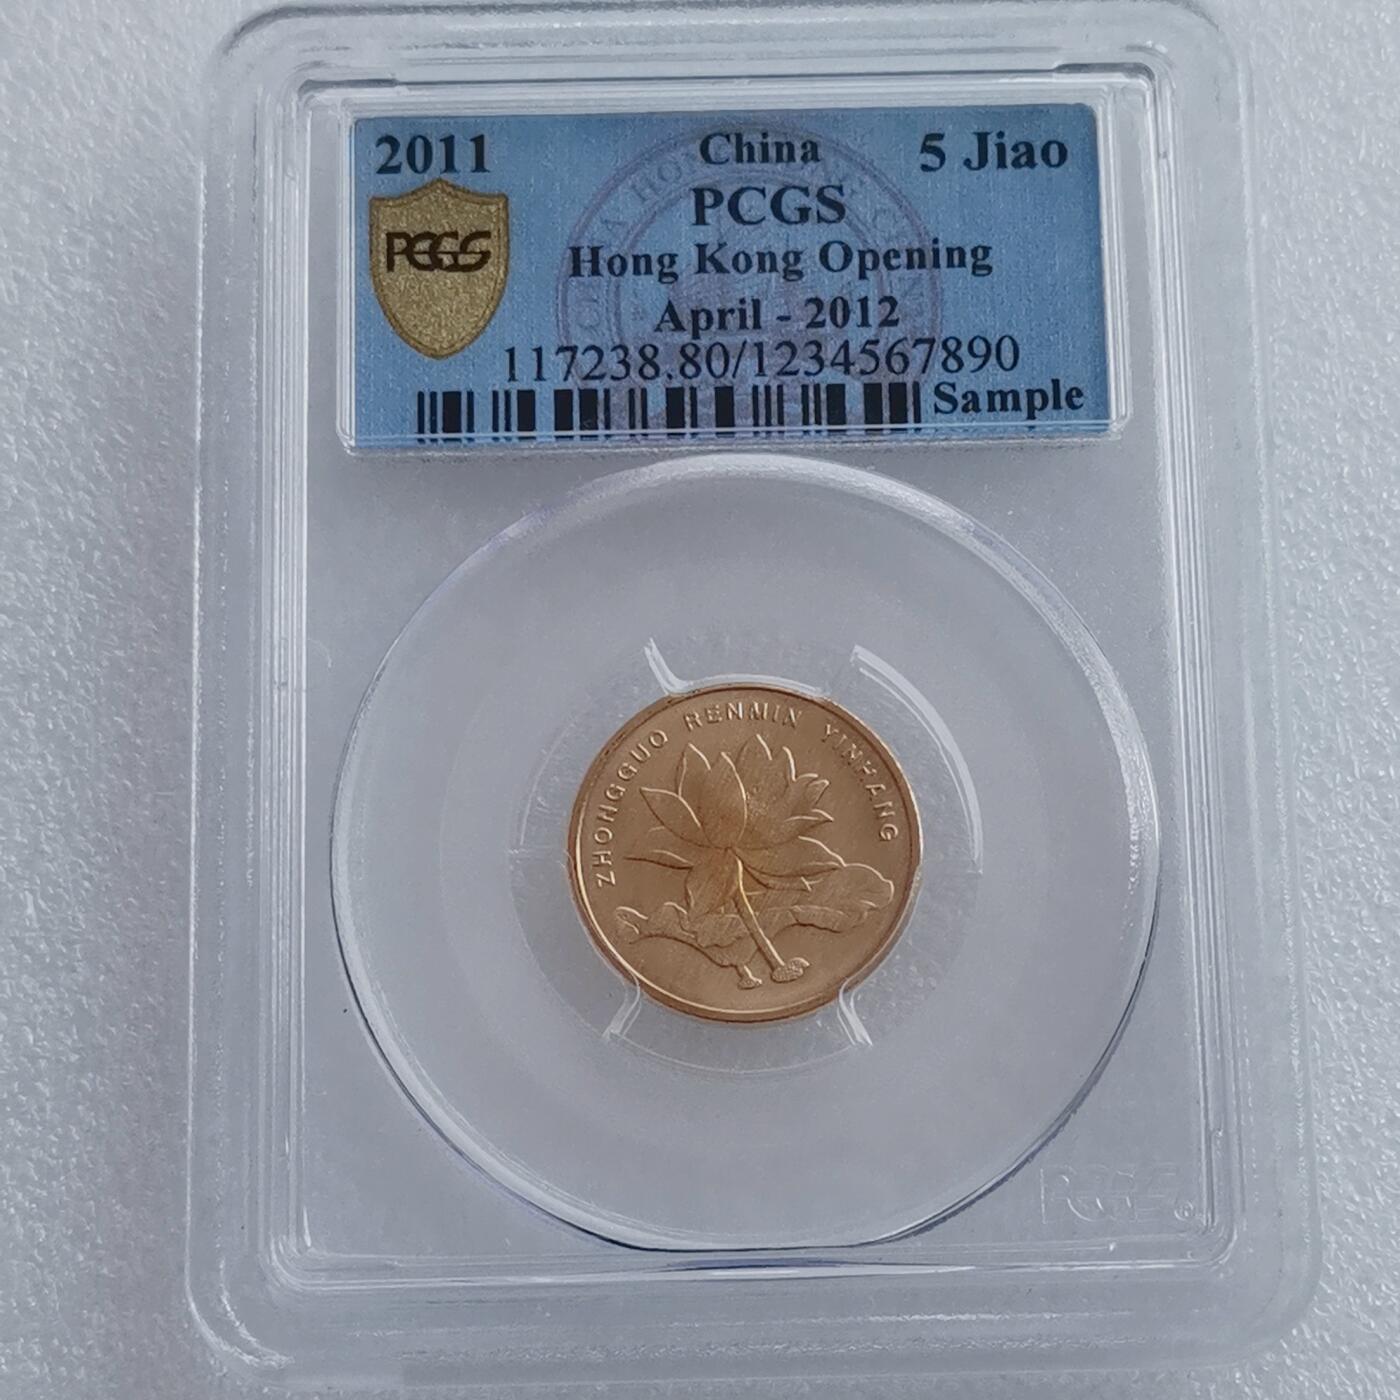 2011 China 5 Jiao
PCGS
PCGS
Hong Kong Opening
April - 2012
117238.80/1234567890
Sample
ZHONGGUO RENMIN YINHANG
PCGS